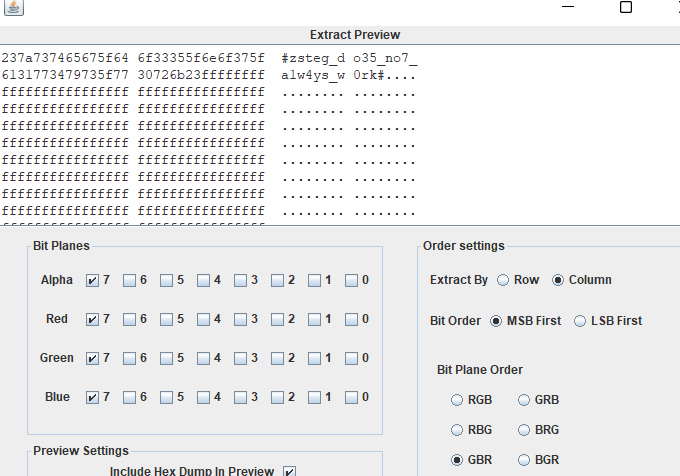 Extract Preview
237a737465675f64 6f33355f6e6f375f #zsteg_d o35_no7_
6131773479735f77 30726b23ffffffff a1w4ys_w 0rk#....
ffffffffffffffff ffffffffffffffff ........ ........
ffffffffffffffff ffffffffffffffff ........ ........
ffffffffffffffff ffffffffffffffff ........ ........
ffffffffffffffff ffffffffffffffff ........ ........
ffffffffffffffff ffffffffffffffff ........ ........
ffffffffffffffff ffffffffffffffff ........ ........
ffffffffffffffff ffffffffffffffff ........ ........
ffffffffffffffff ffffffffffffffff ........ ........
Bit Planes
Alpha 7 6 5 4 3 2 1 0
Red 7 6 5 4 3 2 1 0
Green 7 6 5 4 3 2 1 0
Blue 7 6 5 4 3 2 1 0
Preview Settings
Include Hex Dump In Preview
Order settings
Extract By Row Column
Bit Order MSB First LSB First
Bit Plane Order
RGB GRB
RBG BRG
GBR BGR